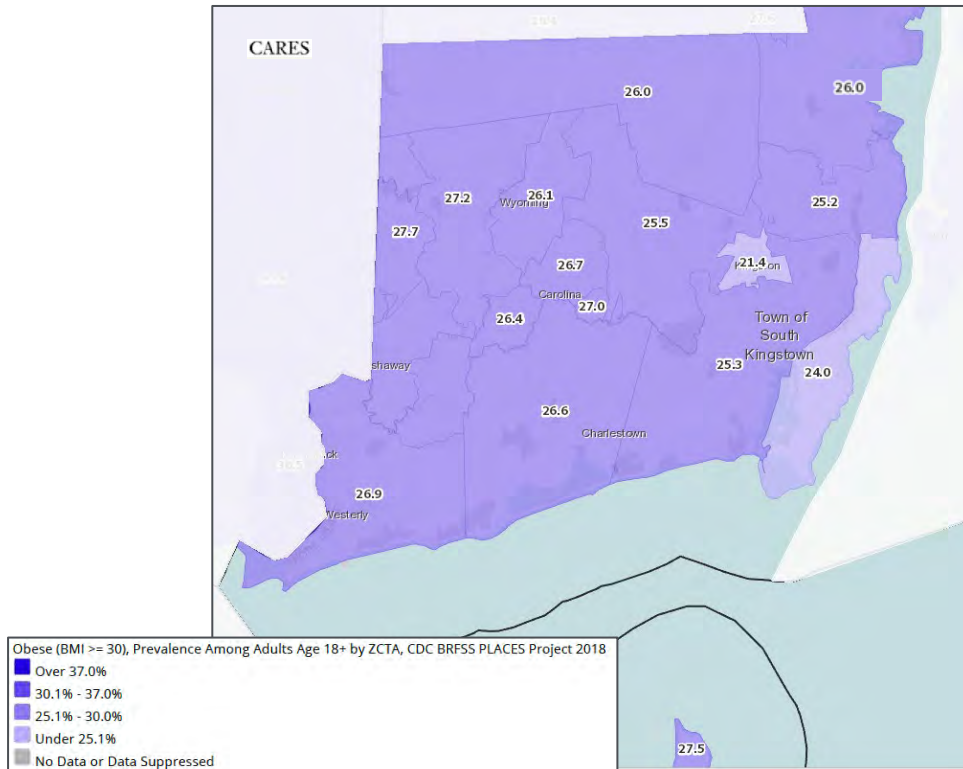 CARES
26.0
26.0
27.2
26.1
Wyoming
25.2
25.5
27.7
26.7
21.4
Carolina
27.0
26.4
Town of
South
Kingstown
25.3
24.0
shaway
26.6
Charlestown
ck
26.9
Westerly
Obese (BMI >= 30), Prevalence Among Adults Age 18+ by ZCTA, CDC BRFSS PLACES Project 2018
Over 37.0%
30.1% - 37.0%
25.1% - 30.0%
Under 25.1%
No Data or Data Suppressed
27.5